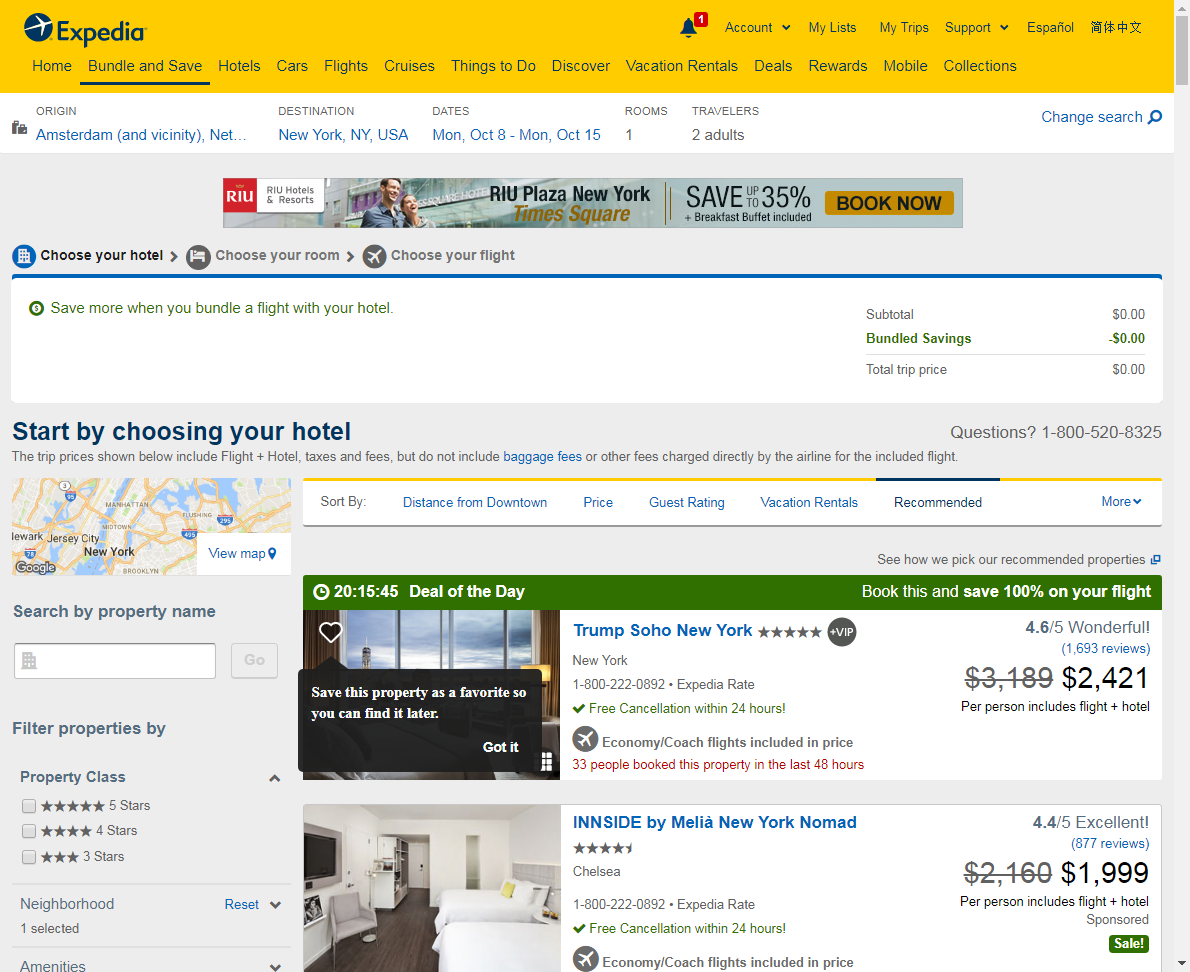 Expedia
1
Account
My Lists
My Trips
Support
Español
简体中文
Home
Bundle and Save
Hotels
Cars
Flights
Cruises
Things to Do
Discover
Vacation Rentals
Deals
Rewards
Mobile
Collections
ORIGIN
Amsterdam (and vicinity), Net...
DESTINATION
New York, NY, USA
DATES
Mon, Oct 8 - Mon, Oct 15
ROOMS
1
TRAVELERS
2 adults
Change search
RIU
RIU Hotels
& Resorts
RIU Plaza New York
Times Square
SAVE UP TO 35%
+ Breakfast Buffet included
BOOK NOW
Choose your hotel
Choose your room
Choose your flight
Save more when you bundle a flight with your hotel.
Subtotal $0.00
Bundled Savings -$0.00
Total trip price $0.00
Start by choosing your hotel
Questions? 1-800-520-8325
The trip prices shown below include Flight + Hotel, taxes and fees, but do not include baggage fees or other fees charged directly by the airline for the included flight.
3
95
MANHATTAN
FLUSHING
295
MIDTOWN
495
lewark
Jersey City
78
New York
BROOKLYN
Google
View map
Sort By:
Distance from Downtown
Price
Guest Rating
Vacation Rentals
Recommended
More
See how we pick our recommended properties
Search by property name
Go
Filter properties by
Property Class
5 Stars
4 Stars
3 Stars
Neighborhood
Reset
1 selected
Amenities
20:15:45 Deal of the Day
Book this and save 100% on your flight
Save this property as a favorite so
you can find it later.
Got it
Trump Soho New York
+VIP
New York
1-800-222-0892 • Expedia Rate
Free Cancellation within 24 hours!
Economy/Coach flights included in price
33 people booked this property in the last 48 hours
4.6/5 Wonderful!
(1,693 reviews)
$3,189 $2,421
Per person includes flight + hotel
INNSIDE by Melià New York Nomad
Chelsea
1-800-222-0892 • Expedia Rate
Free Cancellation within 24 hours!
Economy/Coach flights included in price
4.4/5 Excellent!
(877 reviews)
$2,160 $1,999
Per person includes flight + hotel
Sponsored
Sale!